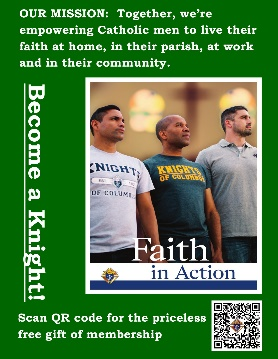 OUR MISSION:  Together, we're
empowering Catholic men to live their
faith at home, in their parish, at work
and in their community.
Become a Knight!
KNIGHTS
OF COLUMB
KNIGHTS
OF COLUMBUS
Faith
in Action
Scan QR code for the priceless
free gift of membership